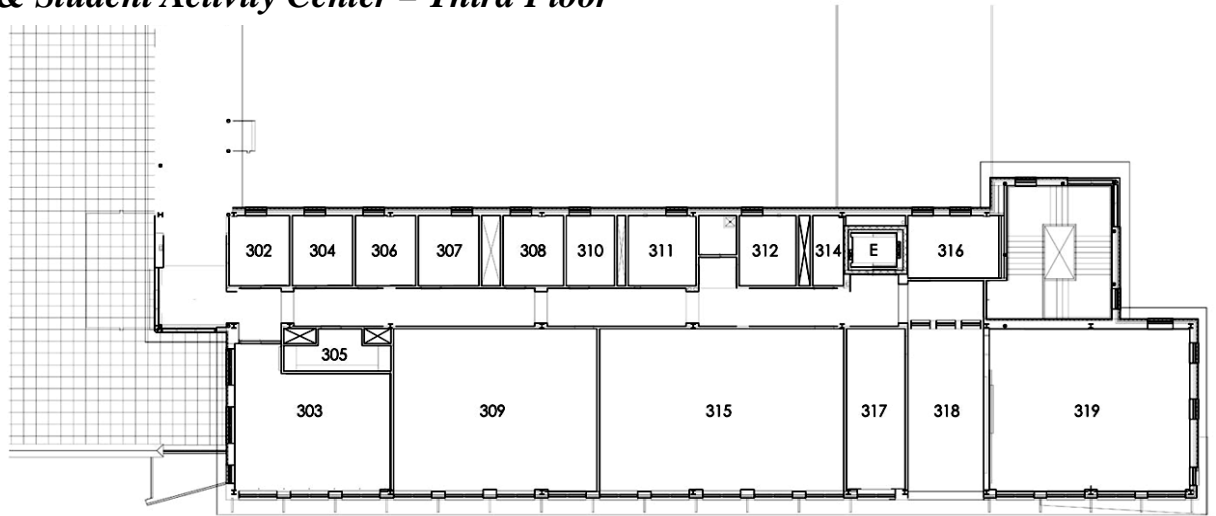 & Student Activity Center – Third Floor
302 304 306 307 308 310 311 312 314 E 316
305
303 309 315 317 318 319